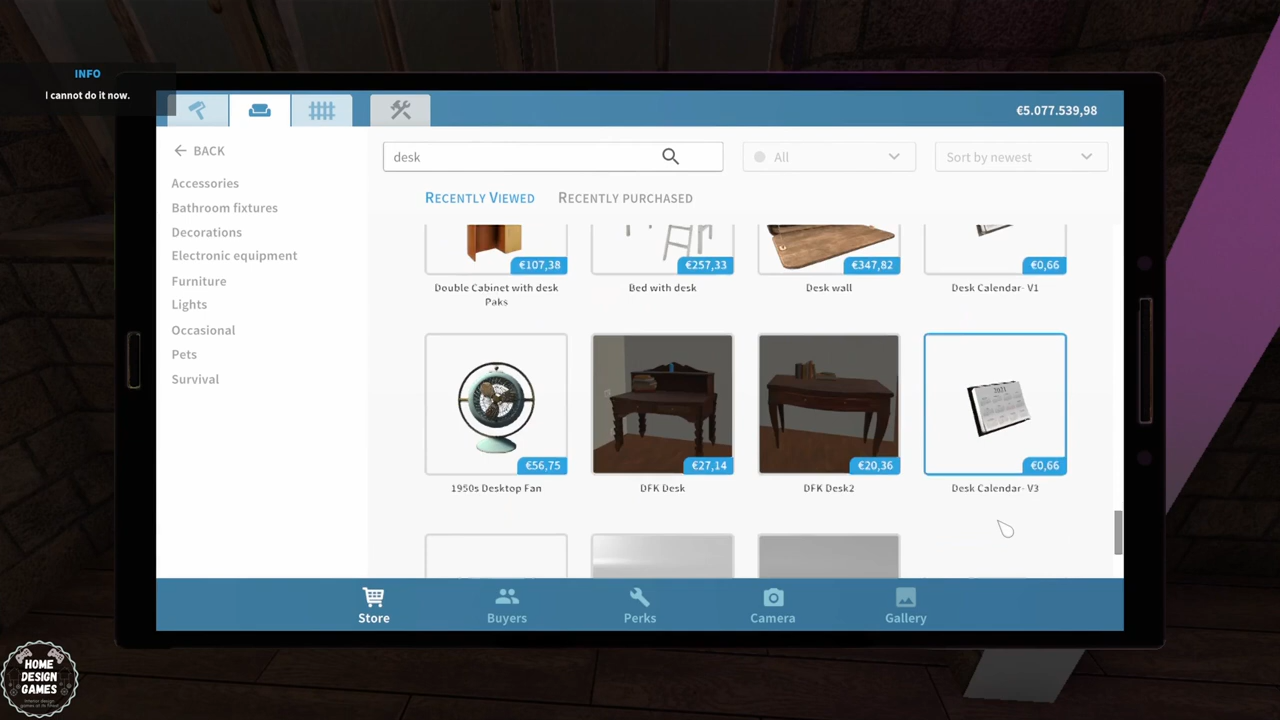 INFO
I cannot do it now.
€5.077.539,98
BACK
desk
All
Sort by newest
Accessories
Bathroom fixtures
Decorations
Electronic equipment
Furniture
Lights
Occasional
Pets
Survival
RECENTLY VIEWED
RECENTLY PURCHASED
€107,38
€257,33
€347,82
€0,66
Double Cabinet with desk
Paks
Bed with desk
Desk wall
Desk Calendar- V1
2021
€56,75
€27,14
€20,36
€0,66
1950s Desktop Fan
DFK Desk
DFK Desk2
Desk Calendar- V3
Store
Buyers
Perks
Camera
Gallery
HOME
DESIGN
GAMES